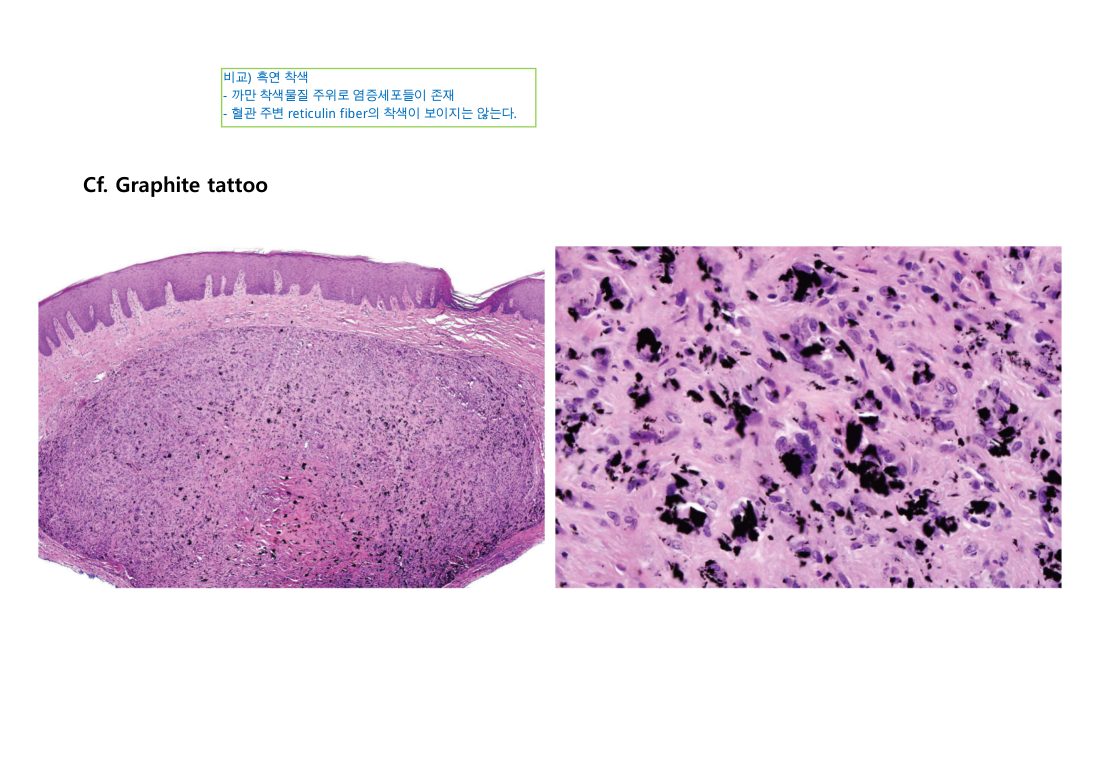 비교) 흑연 착색
- 까만 착색물질 주위로 염증세포들이 존재
- 혈관 주변 reticulin fiber의 착색이 보이지는 않는다.
Cf. Graphite tattoo